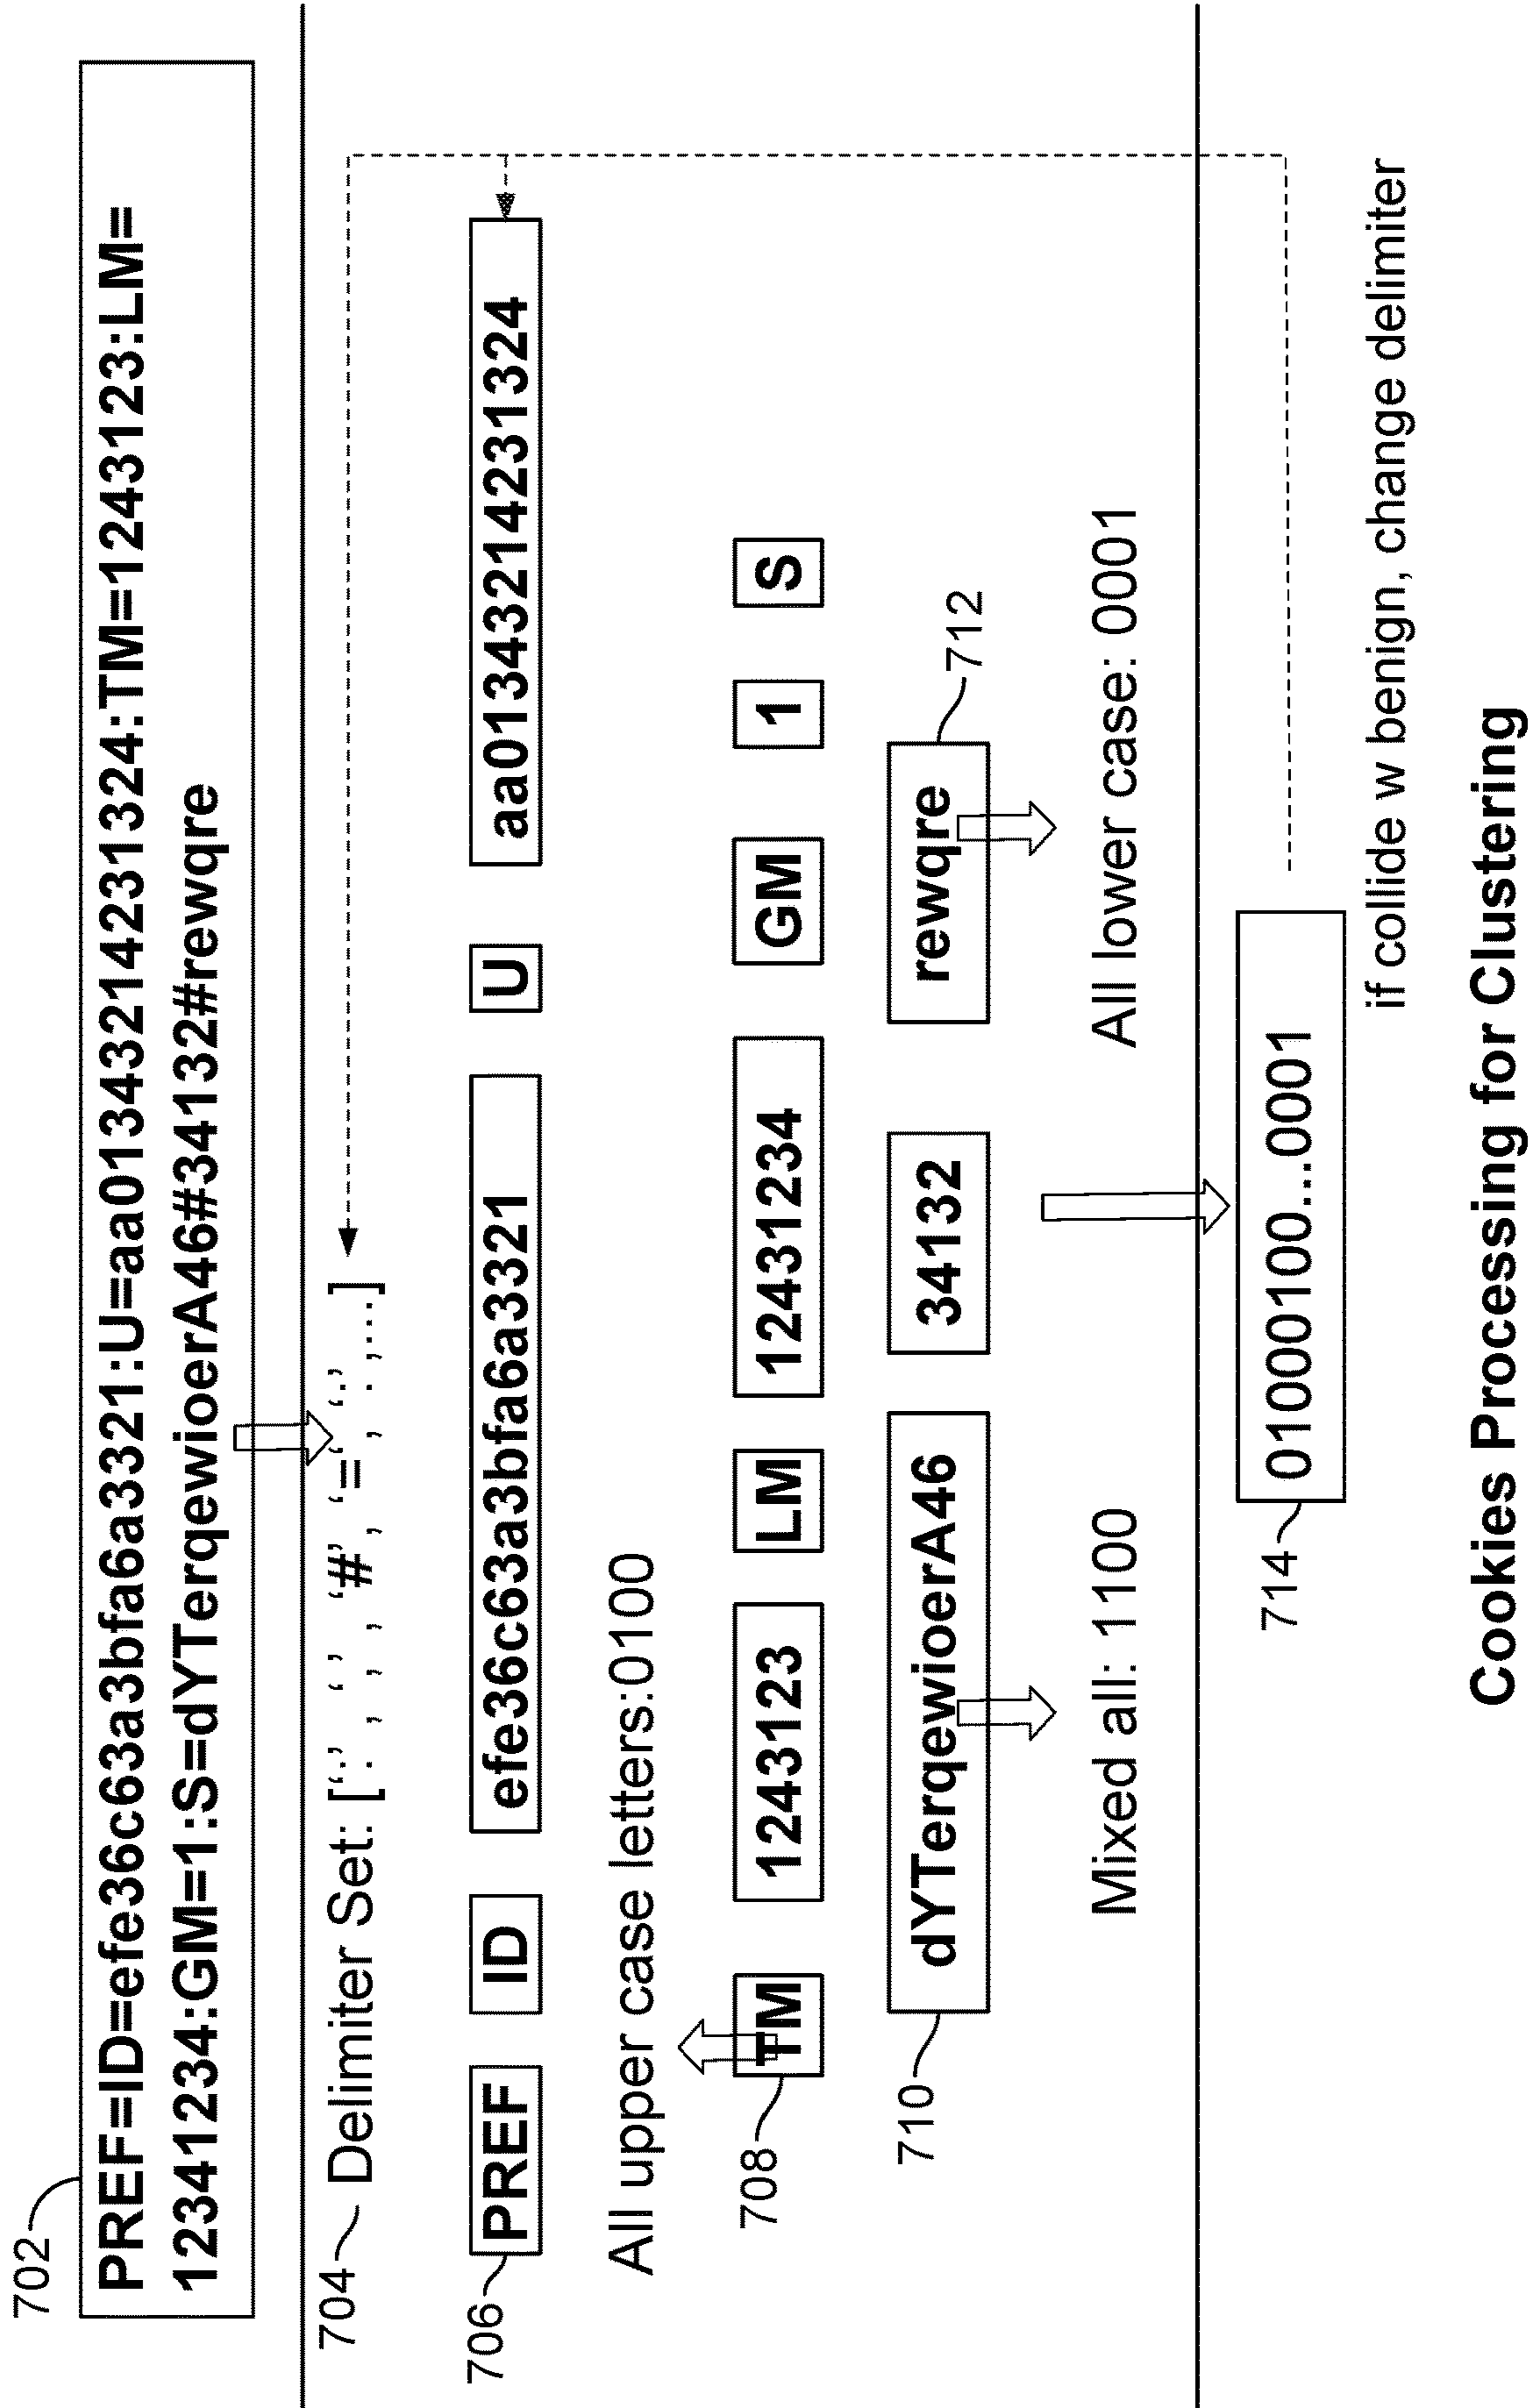 702
PREF=ID=efe36c63a3bfa6a3321:U=aa01343214231324:TM=1243123:LM=
12341234:GM=1:S=dYTerqewioerA46#34132#rewqre
704 Delimiter Set: [‘:’, ‘,’, ‘#’, ‘=‘, ‘.’,...]
706 PREF ID efe36c63a3bfa6a3321 U aa01343214231324
All upper case letters:0100
708 TM 1243123 LM 12431234 GM 1 S
710 dYTerqewioerA46 34132 rewqre 712
Mixed all: 1100 All lower case: 0001
714 01000100...0001
if collide w benign, change delimiter
Cookies Processing for Clustering